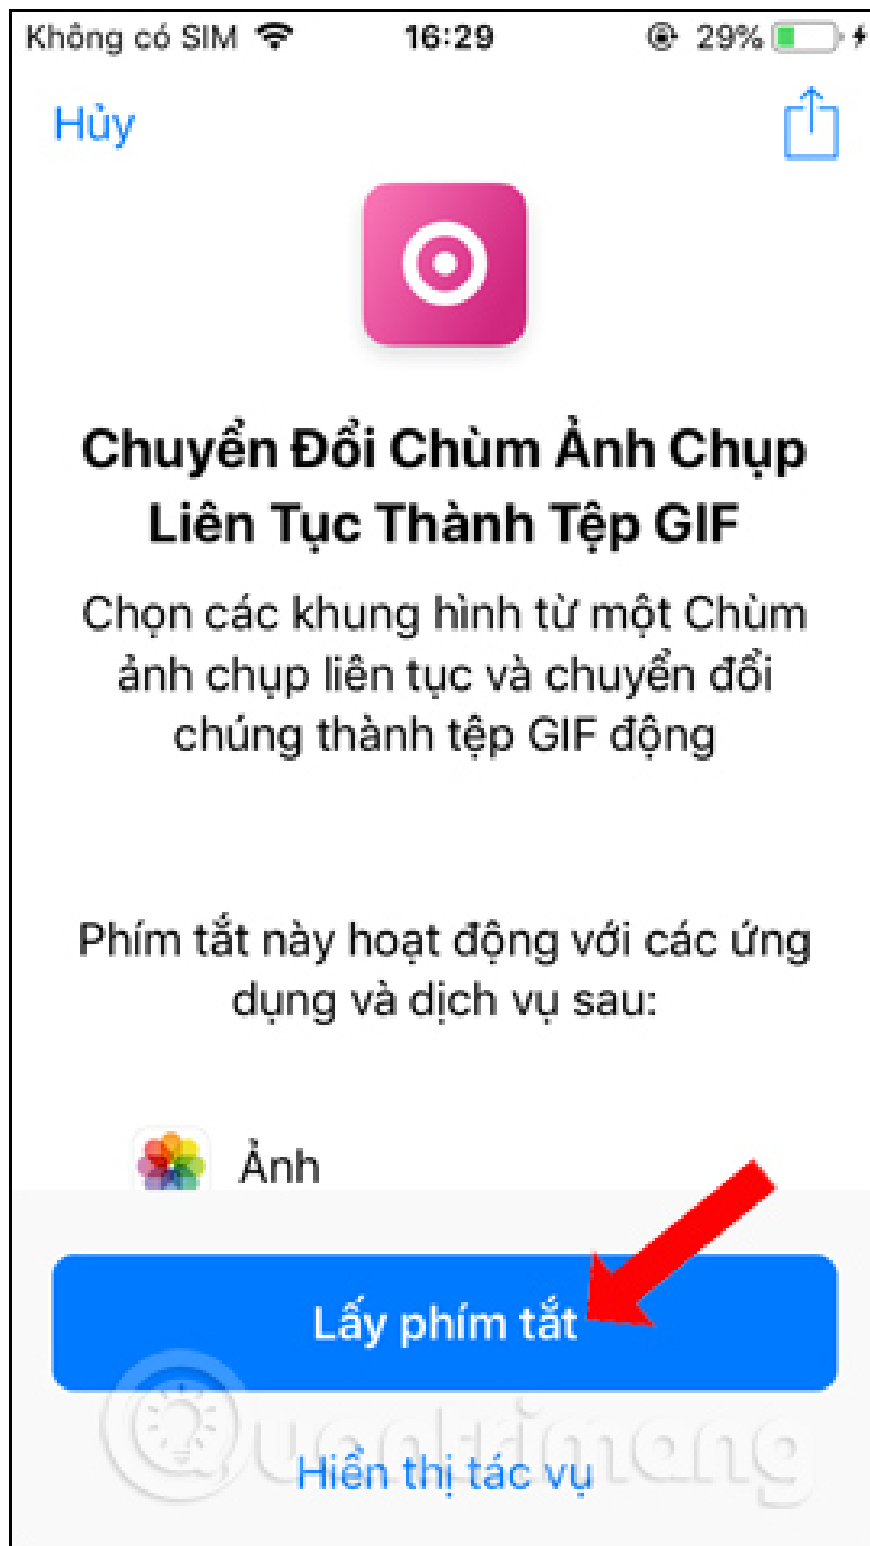 Không có SIM 16:29 29%
Hủy
Chuyển Đổi Chùm Ảnh Chụp
Liên Tục Thành Tệp GIF
Chọn các khung hình từ một Chùm
ảnh chụp liên tục và chuyển đổi
chúng thành tệp GIF động
Phím tắt này hoạt động với các ứng
dụng và dịch vụ sau:
Ảnh
Lấy phím tắt
Quantrimang
Hiển thị tác vụ